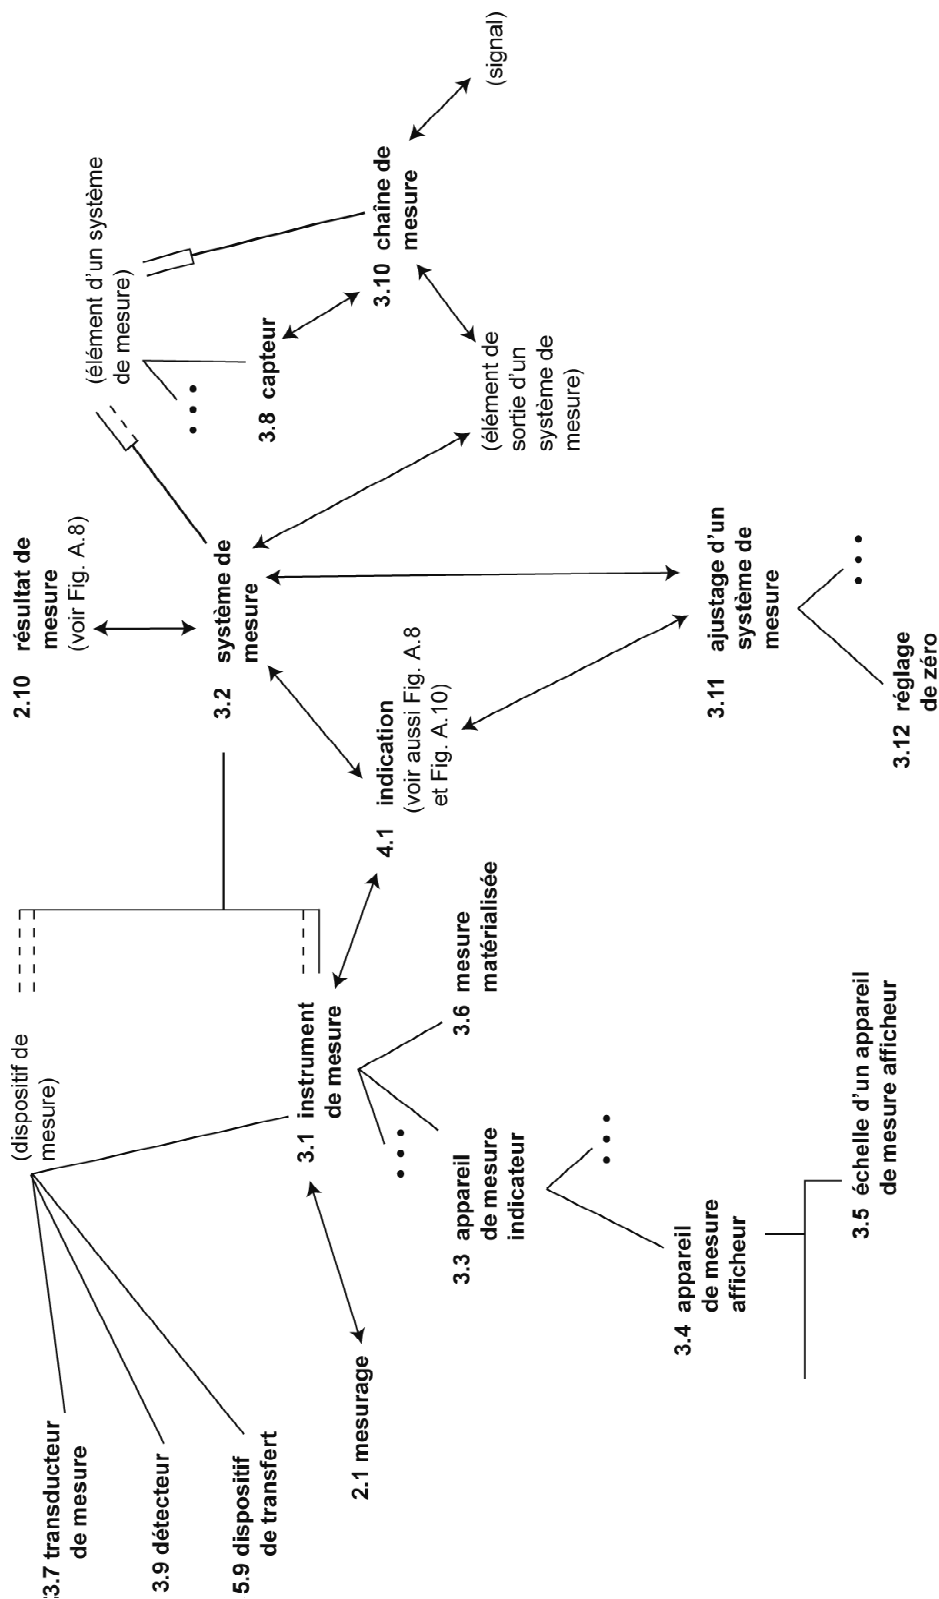 2.10 résultat de
mesure
(voir Fig. A.8)
(élément d'un système
de mesure)
(dispositif de
mesure)
3.7 transducteur
de mesure
3.9 détecteur
5.9 dispositif
de transfert
3.2 système de
mesure
3.8 capteur
3.10 chaîne de
mesure
(signal)
3.1 instrument
de mesure
2.1 mesurage
4.1 indication
(voir aussi Fig. A.8
et Fig. A.10)
(élément de
sortie d'un
système de
mesure)
3.3 appareil
de mesure
indicateur
3.6 mesure
matérialisée
3.4 appareil
de mesure
afficheur
3.5 échelle d'un appareil
de mesure afficheur
3.11 ajustage d'un
système de
mesure
3.12 réglage
de zéro